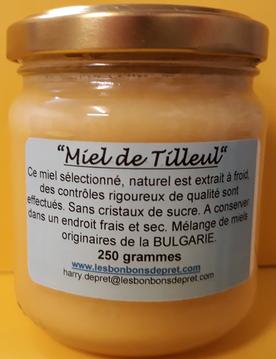 “Miel de Tilleul“
Ce miel sélectionné, naturel est extrait à froid,
des contrôles rigoureux de qualité sont
effectués. Sans cristaux de sucre. A conserver
dans un endroit frais et sec. Mélange de miels
originaires de la BULGARIE.
250 grammes
www.lesbonbonsdepret.com
harry.depret@lesbonbonsdepret.com